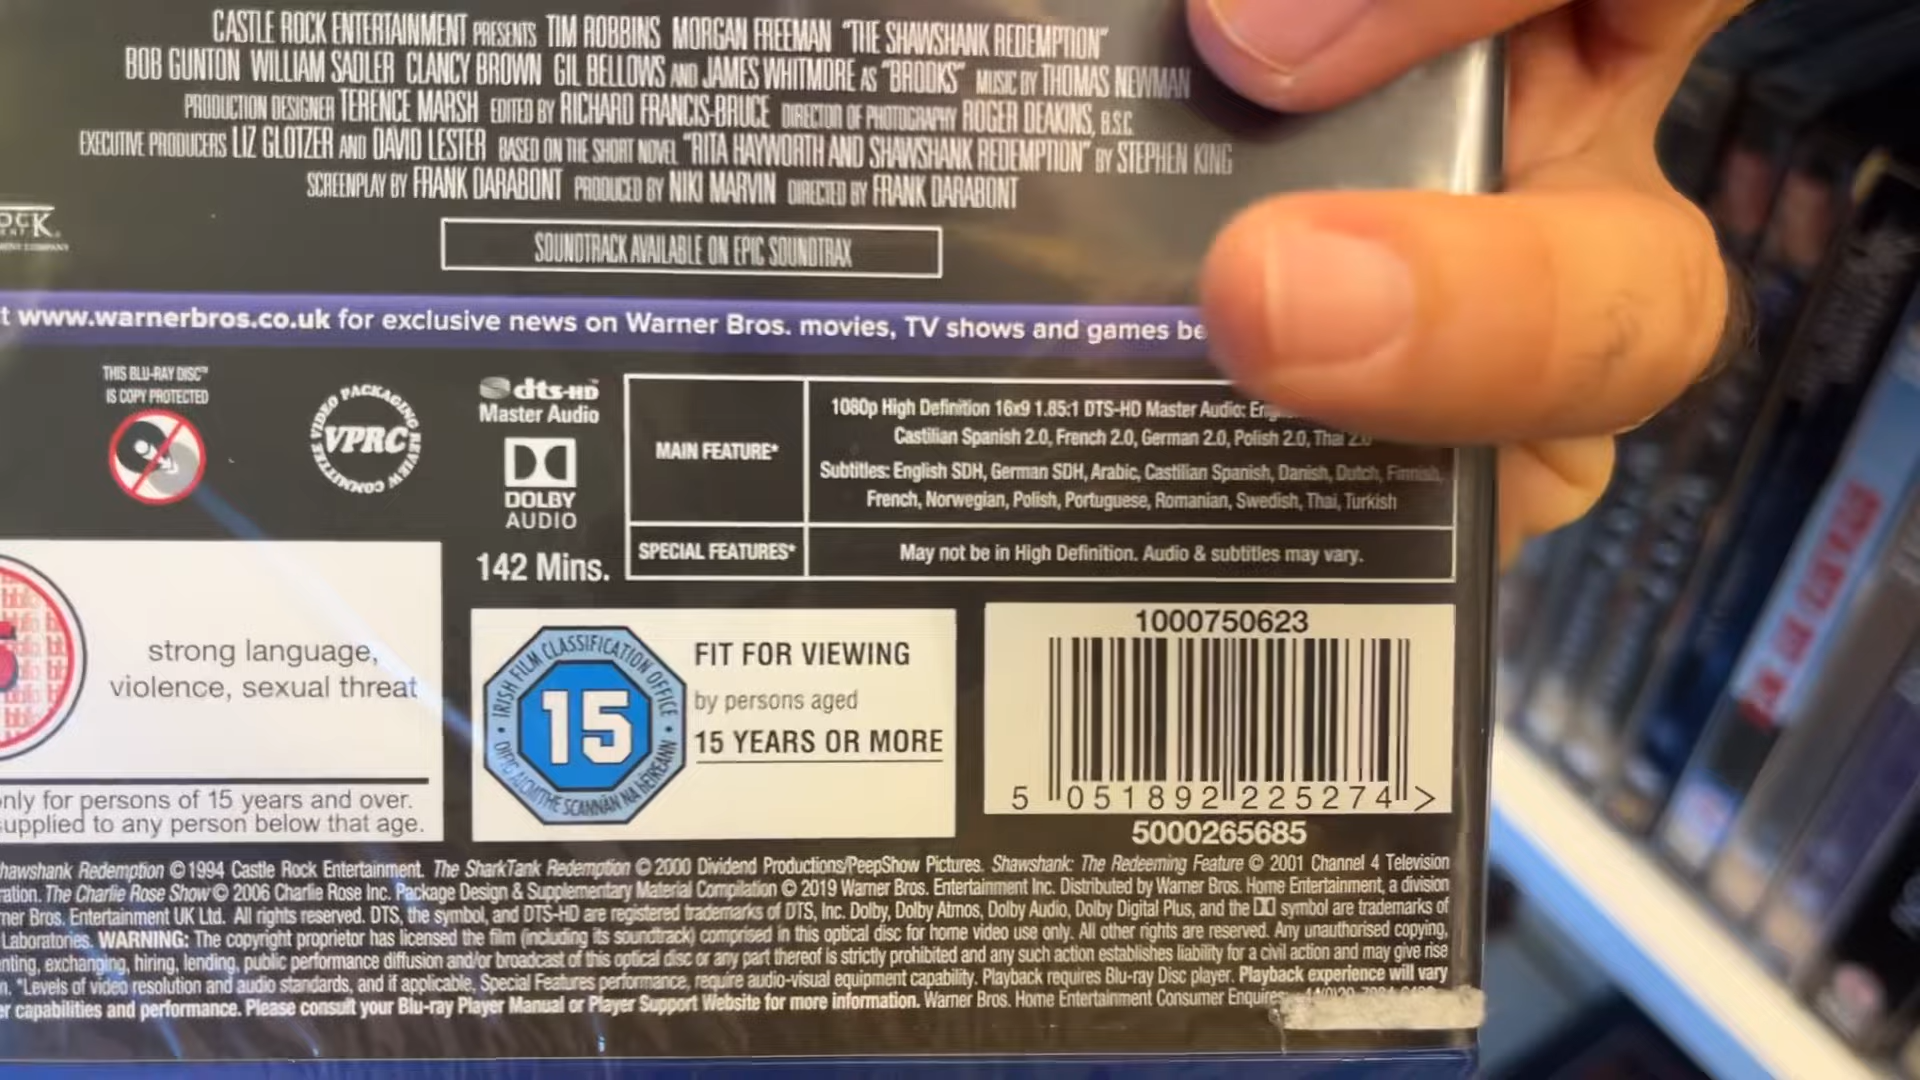 CASTLE ROCK ENTERTAINMENT PRESENTS TIM ROBBINS MORGAN FREEMAN "THE SHAWSHANK REDEMPTION"
BOB GUNTON WILLIAM SADLER CLANCY BROWN GIL BELLOWS AND JAMES WHITMORE AS "BROOKS" MUSIC BY THOMAS NEWMAN
PRODUCTION DESIGNER TERENCE MARSH EDITED BY RICHARD FRANCIS-BRUCE DIRECTOR OF PHOTOGRAPHY ROGER DEAKINS, B.S.C.
EXECUTIVE PRODUCERS LIZ GLOTZER AND DAVID LESTER BASED ON THE SHORT NOVEL "RITA HAYWORTH AND SHAWSHANK REDEMPTION" BY STEPHEN KING
SCREENPLAY BY FRANK DARABONT PRODUCED BY NIKI MARVIN DIRECTED BY FRANK DARABONT
SOUNDTRACK AVAILABLE ON EPIC SOUNDTRAX
www.warnerbros.co.uk for exclusive news on Warner Bros. movies, TV shows and games
THIS BLU-RAY DISC™
IS COPY PROTECTED
VIDEO PACKAGING REVIEW COMMITTEE
VPRC
dts-HD™
Master Audio
DOLBY
AUDIO
142 Mins.
MAIN FEATURE*
1080p High Definition 16x9 1.85:1 DTS-HD Master Audio:
Castilian Spanish 2.0, French 2.0, German 2.0, Polish 2.0, Thai 2.0
Subtitles: English SDH, German SDH, Arabic, Castilian Spanish, Danish, Dutch, Finnish,
French, Norwegian, Polish, Portuguese, Romanian, Swedish, Thai, Turkish
SPECIAL FEATURES*
May not be in High Definition. Audio & subtitles may vary.
strong language,
violence, sexual threat
only for persons of 15 years and over.
supplied to any person below that age.
IRISH FILM CLASSIFICATION OFFICE
15
OIFIG AICMITHE SCANNÁN NA hÉIREANN
FIT FOR VIEWING
by persons aged
15 YEARS OR MORE
1000750623
5 051892 225274 >
5000265685
Shawshank Redemption © 1994 Castle Rock Entertainment. The SharkTank Redemption © 2000 Dividend Productions/PeepShow Pictures. Shawshank: The Redeeming Feature © 2001 Channel 4 Television
The Charlie Rose Show © 2006 Charlie Rose Inc. Package Design & Supplementary Material Compilation © 2019 Warner Bros. Entertainment Inc. Distributed by Warner Bros. Home Entertainment, a division
Bros. Entertainment UK Ltd. All rights reserved. DTS, the symbol, and DTS-HD are registered trademarks of DTS, Inc. Dolby, Dolby Atmos, Dolby Audio, Dolby Digital Plus, and the symbol are trademarks of
Laboratories. WARNING: The copyright proprietor has licensed the film (including its soundtrack) comprised in this optical disc for home video use only. All other rights are reserved. Any unauthorised copying,
exchanging, hiring, lending, public performance diffusion and/or broadcast of this optical disc or any part thereof is strictly prohibited and any such action establishes liability for a civil action and may give rise
*Levels of video resolution and audio standards, and if applicable, Special Features performance, require audio-visual equipment capability. Playback requires Blu-ray Disc player. Playback experience will vary
capabilities and performance. Please consult your Blu-ray Player Manual or Player Support Website for more information. Warner Bros. Home Entertainment Consumer